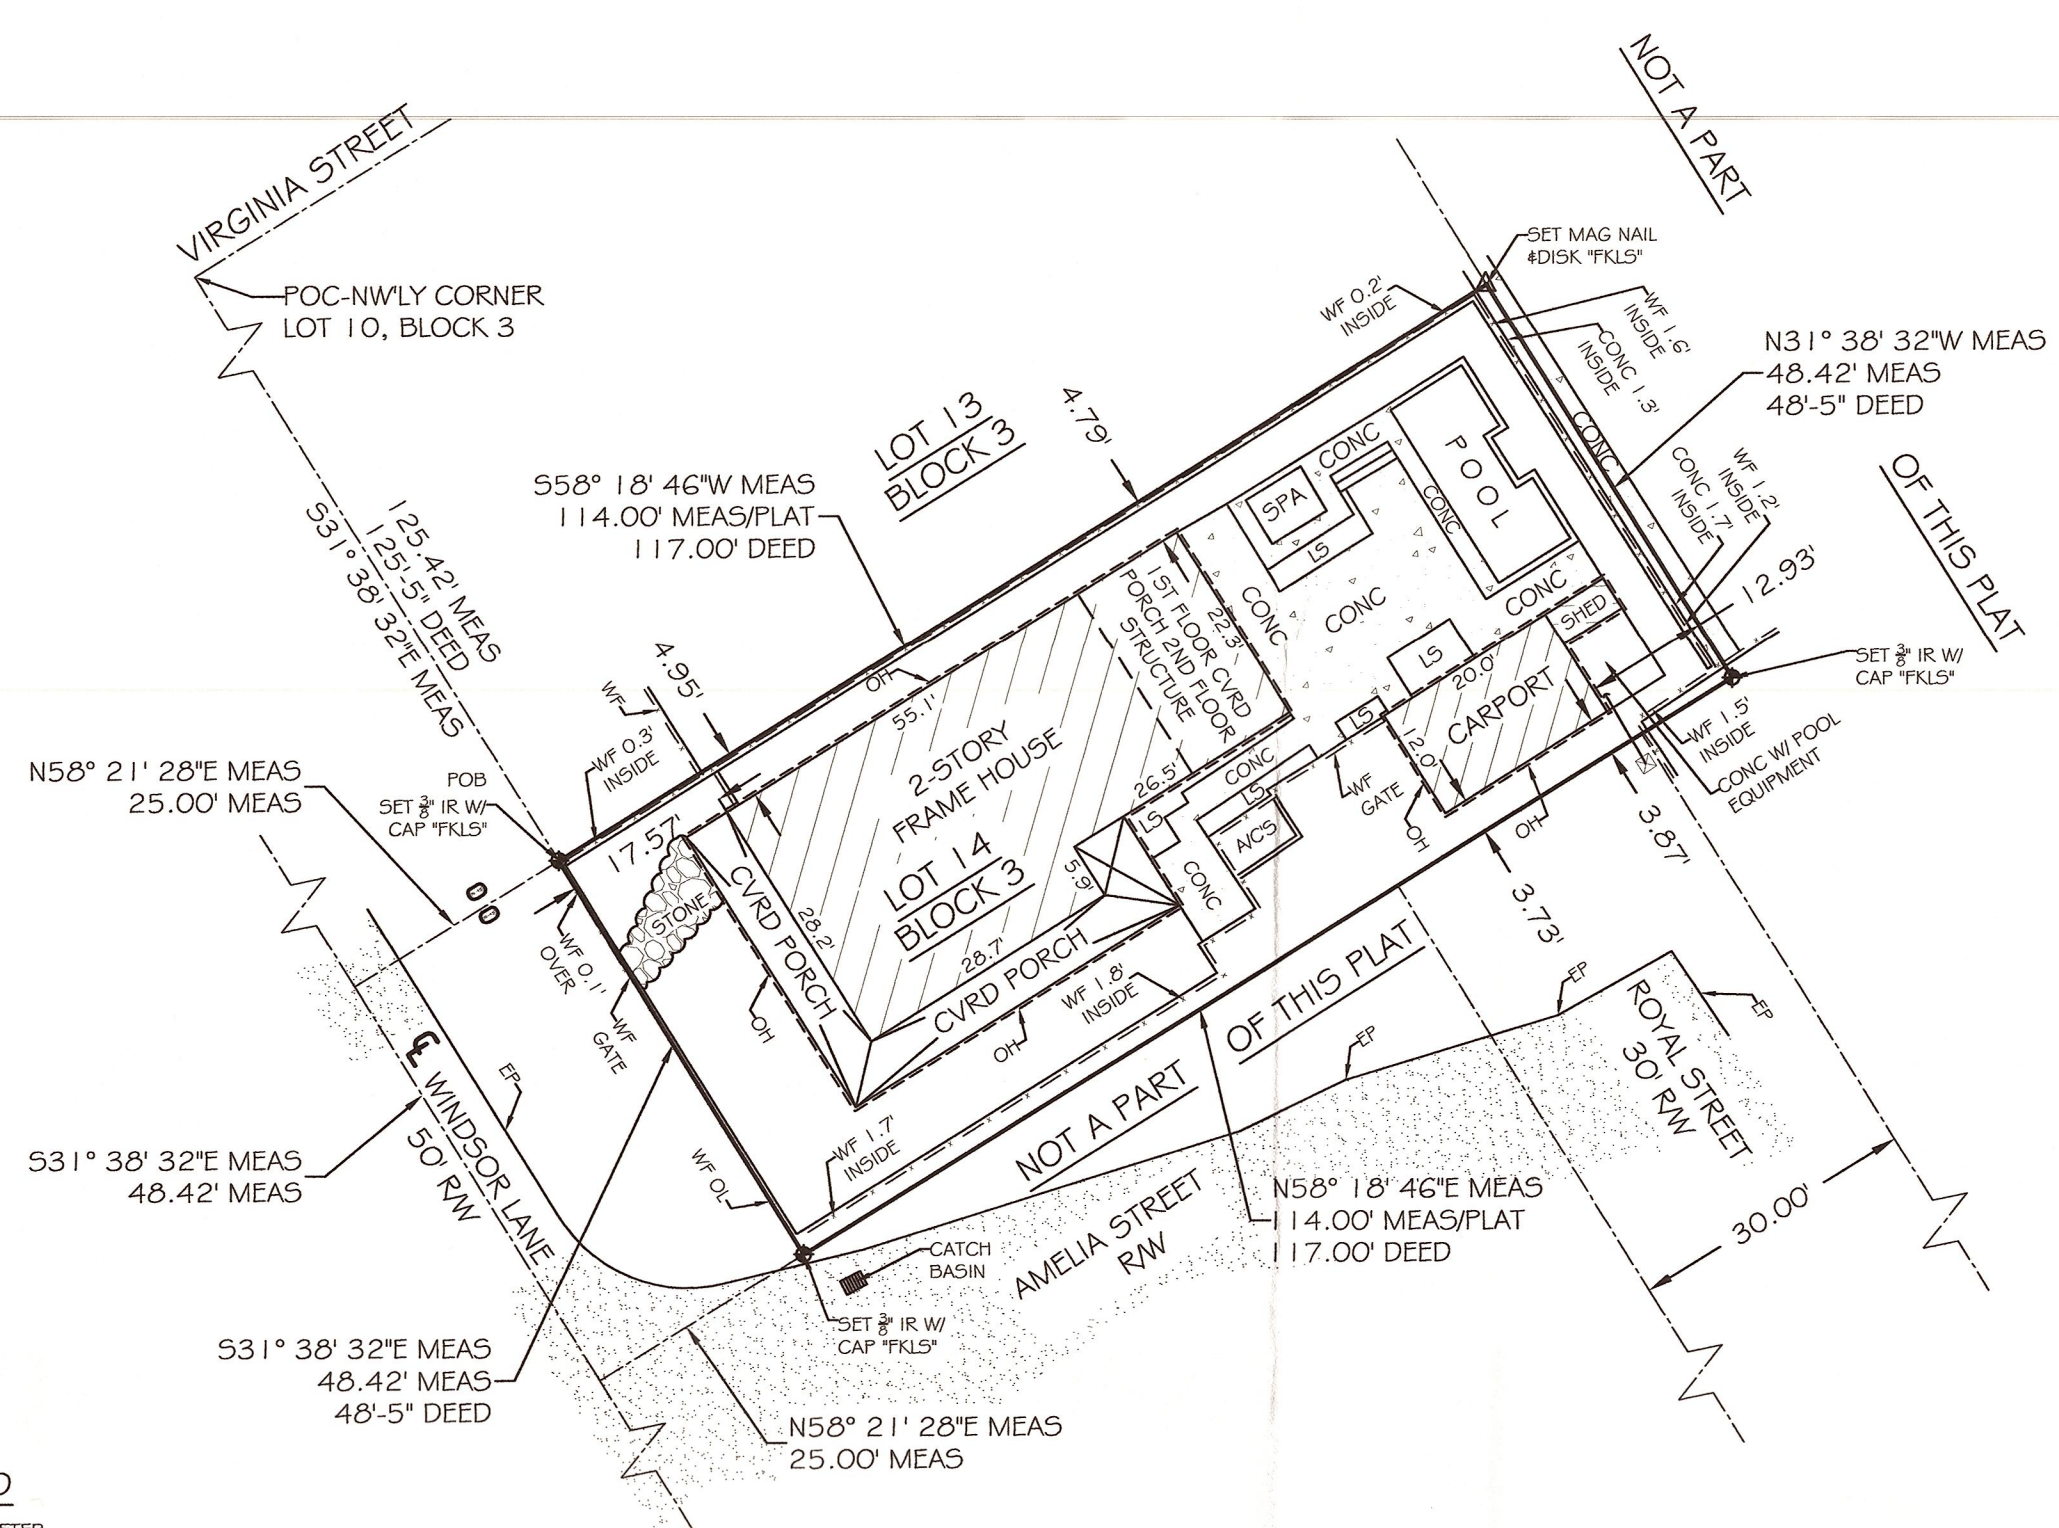 VIRGINIA STREET
POC-NW'LY CORNER
LOT 10, BLOCK 3
NOT A PART
OF THIS PLAT
SET MAG NAIL
&DISK "FKLS"
WF 0.2'
INSIDE
WF 1.6'
INSIDE
CONC 1.3'
INSIDE
N31° 38' 32"W MEAS
48.42' MEAS
48'-5" DEED
CONC
WF 1.2'
INSIDE
CONC 1.7'
INSIDE
12.93'
SET 3/8" IR W/
CAP "FKLS"
LOT 13
BLOCK 3
4.79'
S58° 18' 46"W MEAS
114.00' MEAS/PLAT
117.00' DEED
125.42' MEAS
125'-5" DEED
S31° 38' 32"E MEAS
POOL
CONC
CONC
SPA
LS
CONC
CONC
CONC
SHED
1ST FLOOR CVRD
PORCH 2ND FLOOR
STRUCTURE
22.3'
LS
20.0'
CARPORT
12.0'
LS
WF 1.5'
INSIDE
CONC W/ POOL
EQUIPMENT
4.95'
WF
WF 0.3'
INSIDE
OH
55.1'
2-STORY
FRAME HOUSE
LOT 14
BLOCK 3
26.5'
CONC
LS
LS
A/C'S
CONC
WF
GATE
OH
OH
3.87'
3.73'
N58° 21' 28"E MEAS
25.00' MEAS
POB
SET 3/8" IR W/
CAP "FKLS"
17.57'
STONE
CVRD PORCH
28.2'
5.9'
28.7'
CVRD PORCH
WF 0.1'
OVER
WF
GATE
OH
OH
WF 1.8'
INSIDE
NOT A PART
OF THIS PLAT
EP
EP
EP
ROYAL STREET
30' R/W
30.00'
EP
℄ WINDSOR LANE
50' R/W
S31° 38' 32"E MEAS
48.42' MEAS
WF OL
WF 1.7'
INSIDE
CATCH
BASIN
AMELIA STREET
R/W
N58° 18' 46"E MEAS
114.00' MEAS/PLAT
117.00' DEED
SET 3/8" IR W/
CAP "FKLS"
S31° 38' 32"E MEAS
48.42' MEAS
48'-5" DEED
N58° 21' 28"E MEAS
25.00' MEAS